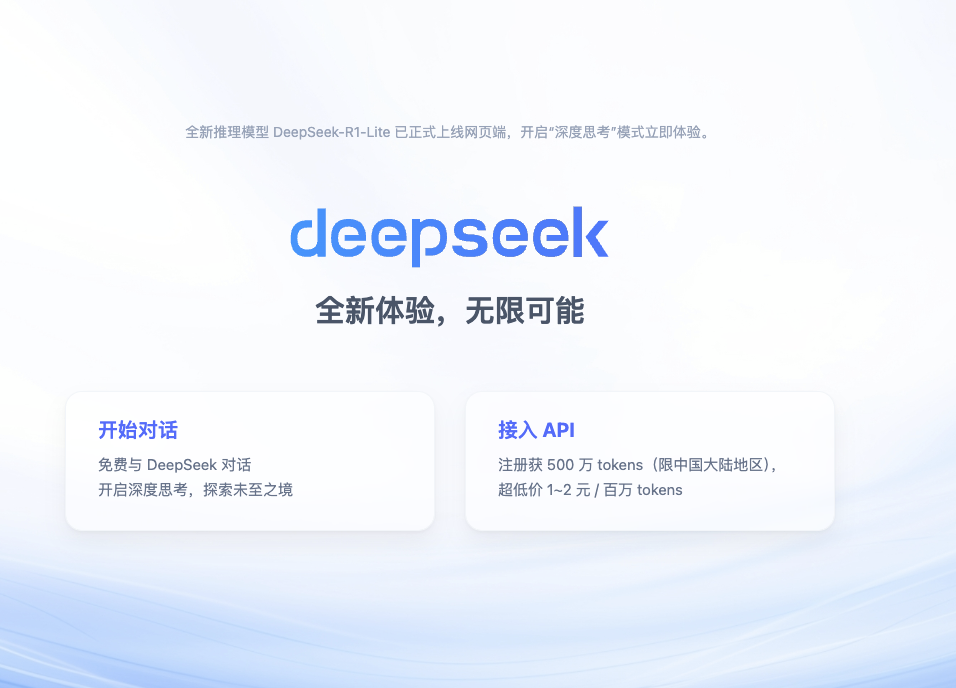 全新推理模型 DeepSeek-R1-Lite 已正式上线网页端，开启“深度思考”模式立即体验。
deepseek
全新体验，无限可能
开始对话
免费与 DeepSeek 对话
开启深度思考，探索未至之境
接入 API
注册获 500 万 tokens（限中国大陆地区），
超低价 1~2 元 / 百万 tokens